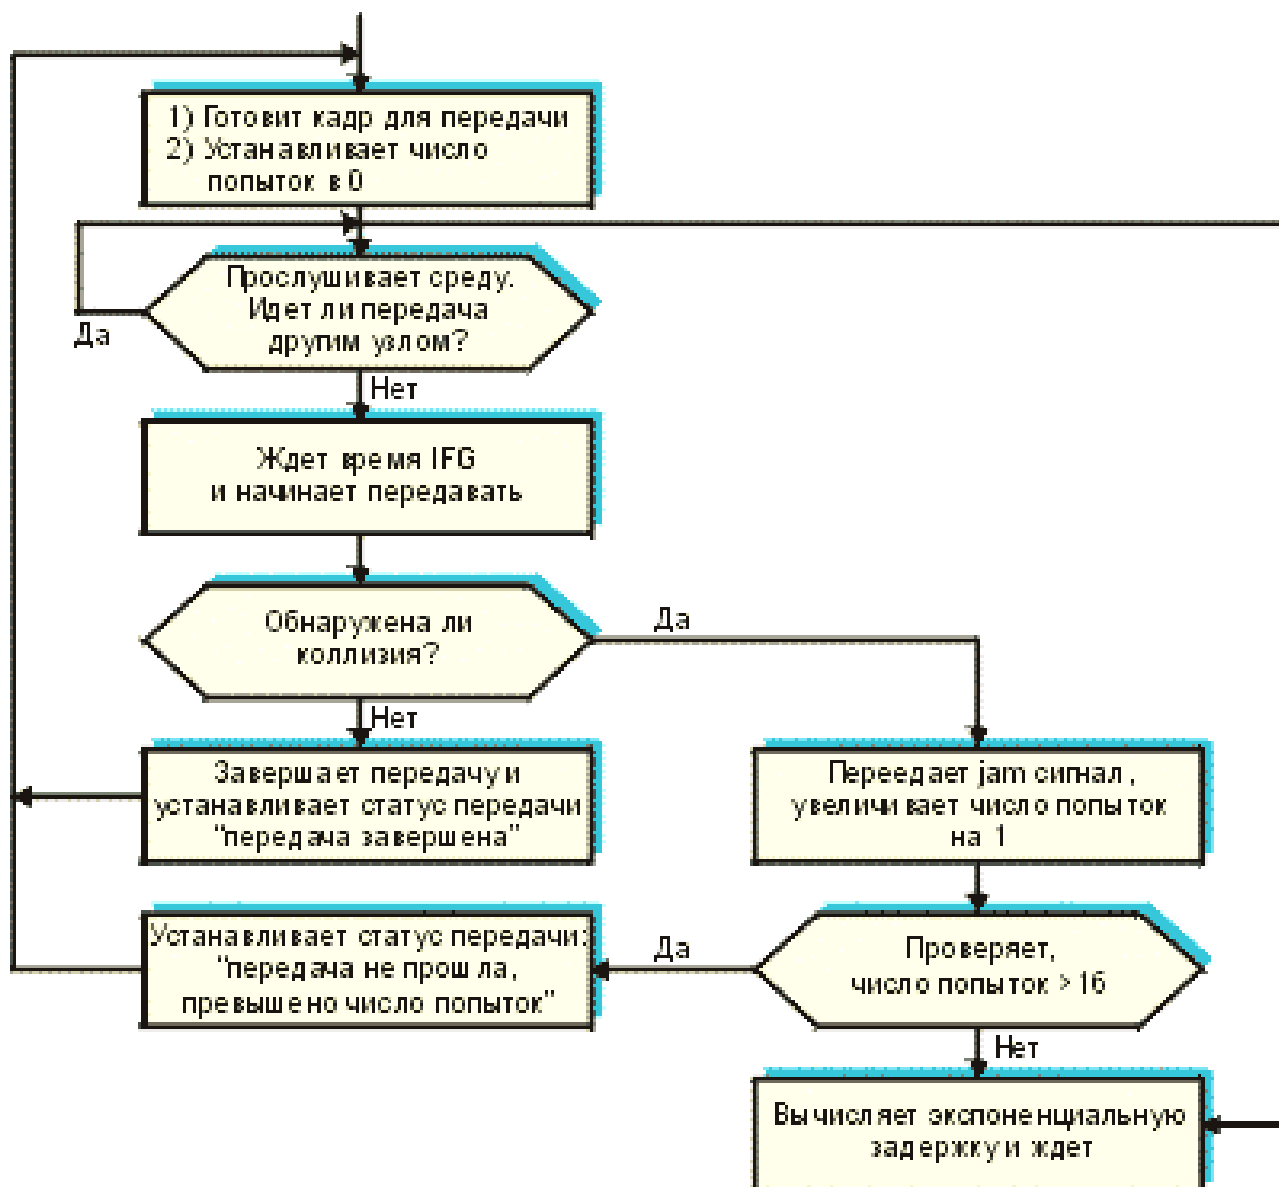 1) Готовит кадр для передачи
2) Устанавливает число
попыток в 0
Прослушивает среду.
Идет ли передача
другим узлом?
Да
Нет
Ждет время IFG
и начинает передавать
Обнаружена ли
коллизия?
Да
Нет
Завершает передачу и
устанавливает статус передачи
"передача завершена"
Переедает jam сигнал,
увеличивает число попыток
на 1
Устанавливает статус передачи:
"передача не прошла,
превышено число попыток"
Да
Проверяет,
число попыток > 16
Нет
Вычисляет экспоненциальную
задержку и ждет